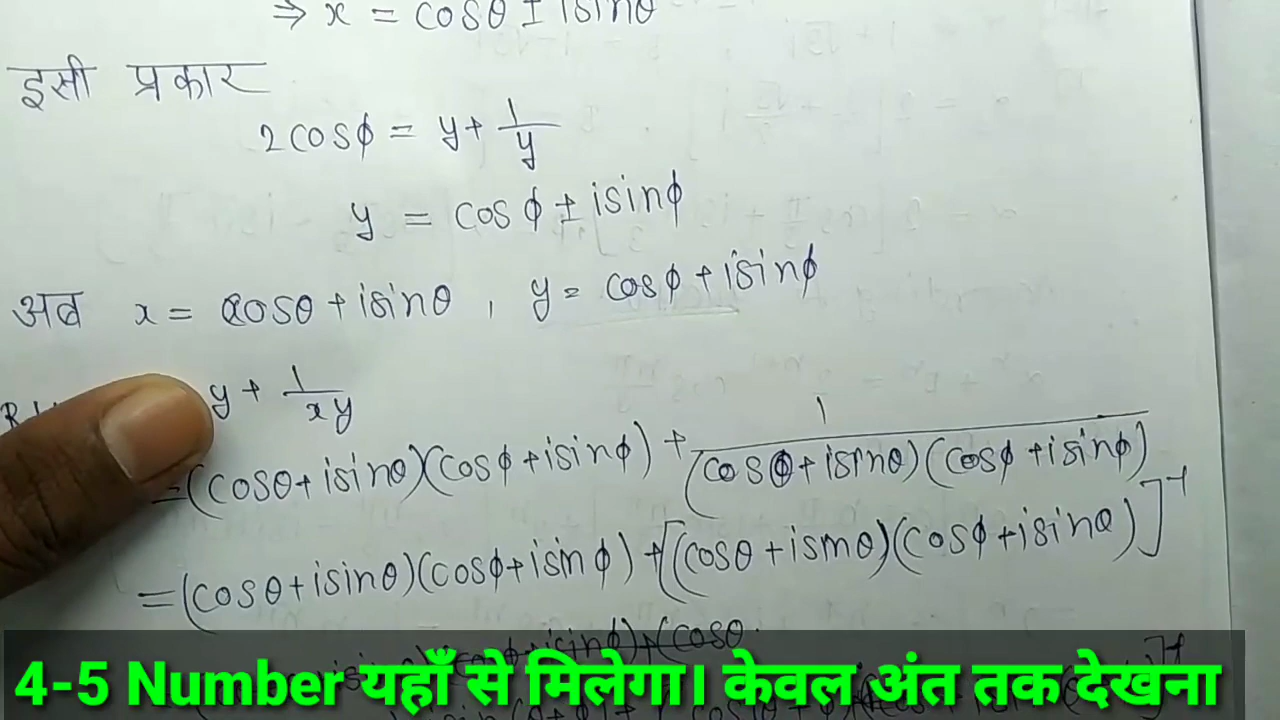 ⇒ x = cosθ ± isinθ
इसी प्रकार
2cosϕ = y + 1/y
y = cosϕ ± isinϕ
अब x = cosθ + isinθ , y = cosϕ + isinϕ
y + 1/xy
= (cosθ + isinθ)(cosϕ + isinϕ) + 1/(cosθ + isinθ)(cosϕ + isinϕ)
= (cosθ + isinθ)(cosϕ + isinϕ) + [(cosθ + isinθ)(cosϕ + isinθ)]⁻¹
4-5 Number यहाँ से मिलेगा। केवल अंत तक देखना